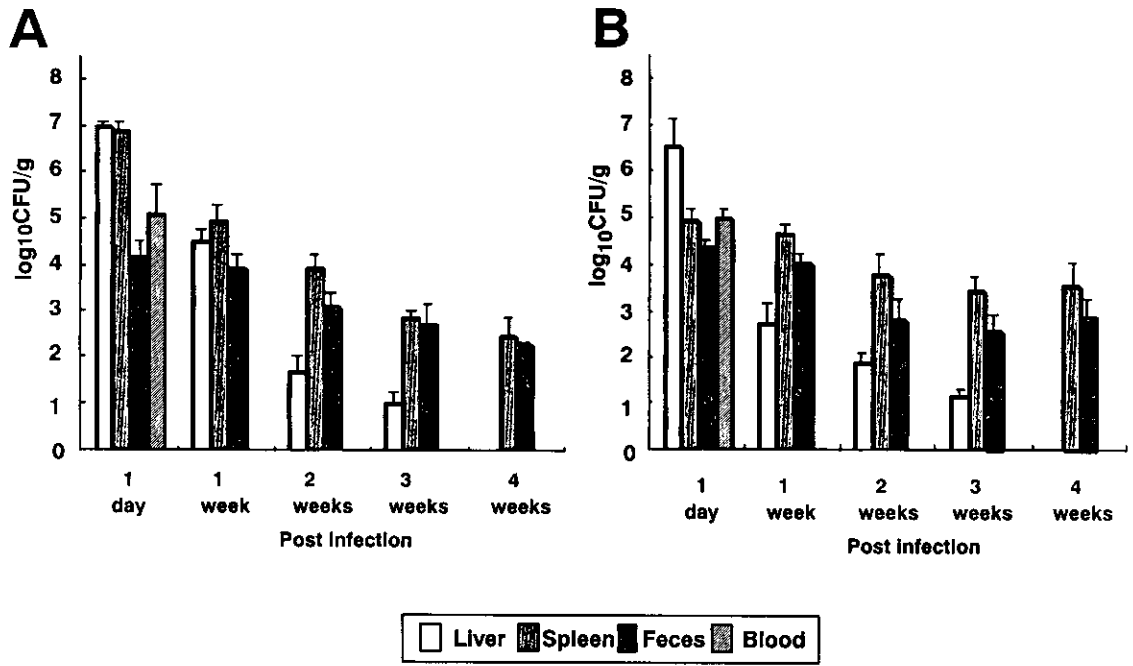 A
8
7
6
5
4
3
2
1
0
log10CFU/g
1 day
1 week
2 weeks
3 weeks
4 weeks
Post Infection
B
8
7
6
5
4
3
2
1
0
log10CFU/g
1 day
1 week
2 weeks
3 weeks
4 weeks
Post infection
Liver Spleen Feces Blood